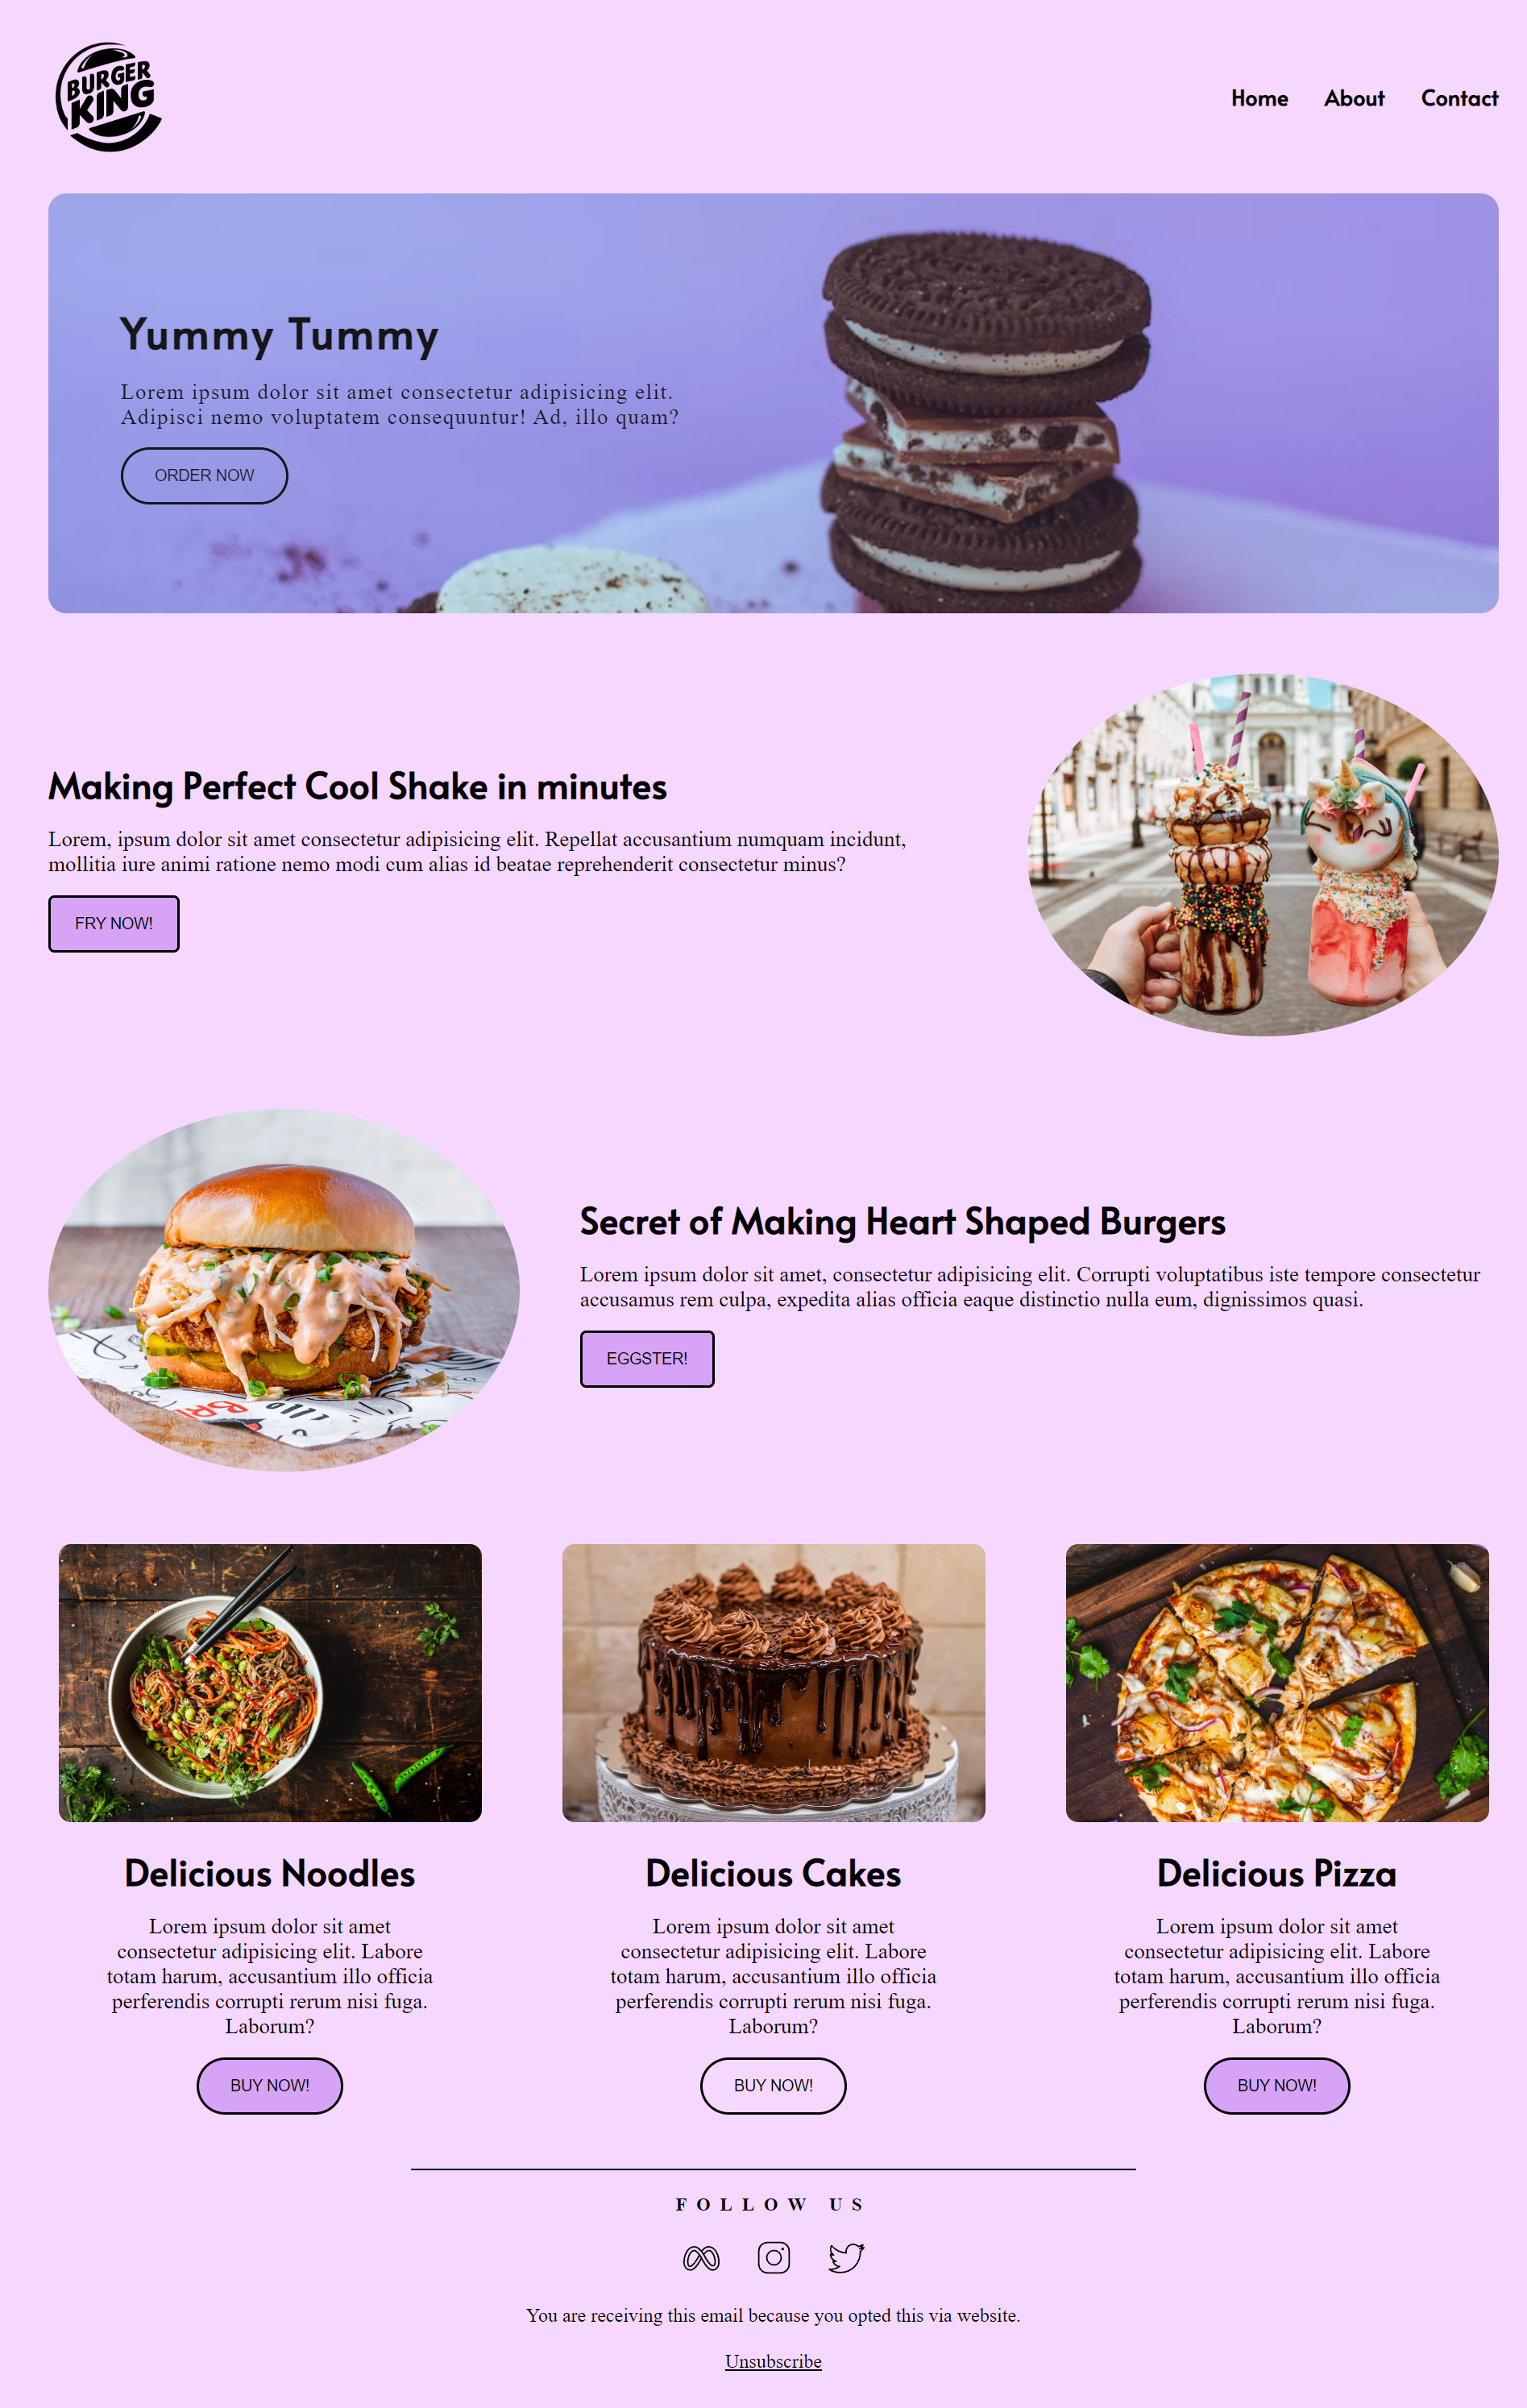 BURGER
KING
Home About Contact
Yummy Tummy
Lorem ipsum dolor sit amet consectetur adipisicing elit.
Adipisci nemo voluptatem consequuntur! Ad, illo quam?
ORDER NOW
Making Perfect Cool Shake in minutes
Lorem, ipsum dolor sit amet consectetur adipisicing elit. Repellat accusantium numquam incidunt,
mollitia iure animi ratione nemo modi cum alias id beatae reprehenderit consectetur minus?
FRY NOW!
Secret of Making Heart Shaped Burgers
Lorem ipsum dolor sit amet, consectetur adipisicing elit. Corrupti voluptatibus iste tempore consectetur
accusamus rem culpa, expedita alias officia eaque distinctio nulla eum, dignissimos quasi.
EGGSTER!
Delicious Noodles
Lorem ipsum dolor sit amet
consectetur adipisicing elit. Labore
totam harum, accusantium illo officia
perferendis corrupti rerum nisi fuga.
Laborum?
BUY NOW!
Delicious Cakes
Lorem ipsum dolor sit amet
consectetur adipisicing elit. Labore
totam harum, accusantium illo officia
perferendis corrupti rerum nisi fuga.
Laborum?
BUY NOW!
Delicious Pizza
Lorem ipsum dolor sit amet
consectetur adipisicing elit. Labore
totam harum, accusantium illo officia
perferendis corrupti rerum nisi fuga.
Laborum?
BUY NOW!
FOLLOW US
You are receiving this email because you opted this via website.
Unsubscribe